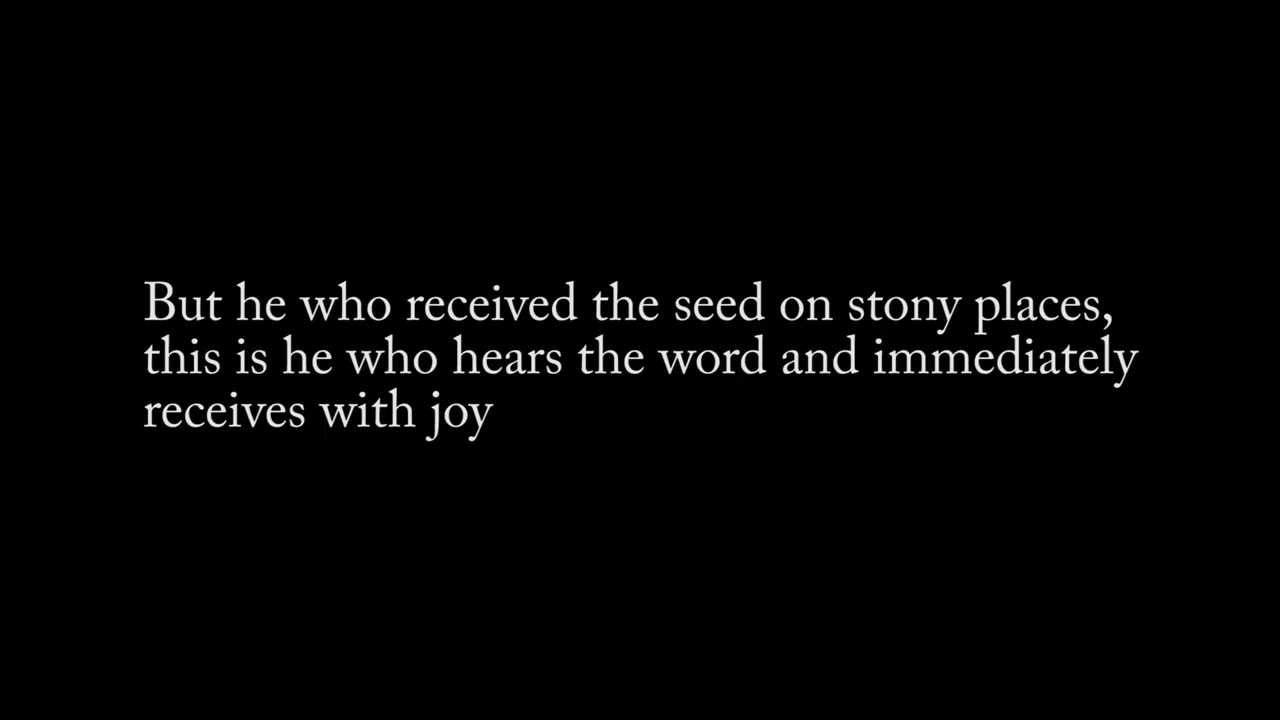 But he who received the seed on stony places,
this is he who hears the word and immediately
receives with joy